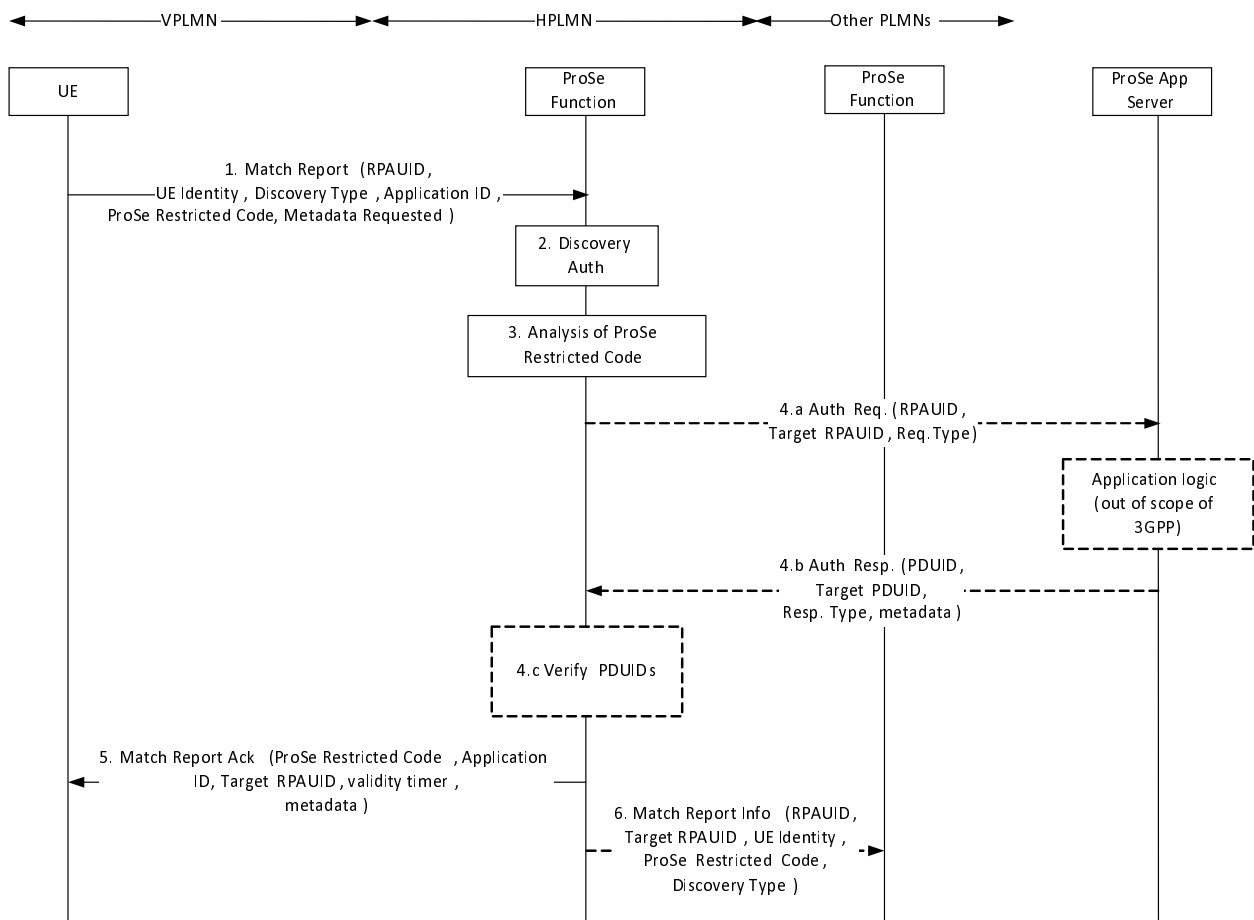 VPLMN
HPLMN
Other PLMNs
UE
ProSe
Function
ProSe
Function
ProSe App
Server
1. Match Report (RPAUID,
UE Identity, Discovery Type, Application ID,
ProSe Restricted Code, Metadata Requested)
2. Discovery
Auth
3. Analysis of ProSe
Restricted Code
4.a Auth Req. (RPAUID,
Target RPAUID, Req.Type)
Application logic
(out of scope of
3GPP)
4.b Auth Resp. (PDUID,
Target PDUID,
Resp. Type, metadata)
4.c Verify PDUIDs
5. Match Report Ack (ProSe Restricted Code, Application
ID, Target RPAUID, validity timer,
metadata)
6. Match Report Info (RPAUID,
Target RPAUID, UE Identity,
ProSe Restricted Code,
Discovery Type)